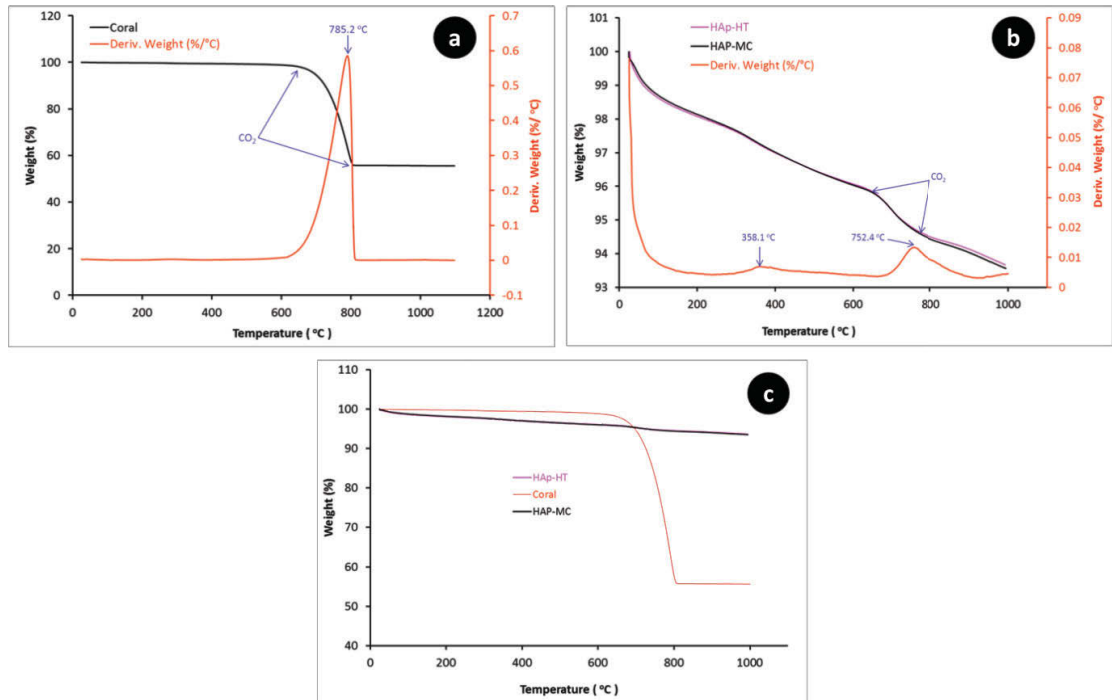 a
Coral
Deriv. Weight (%/°C)
785.2 °C
CO₂
120
100
80
60
40
20
0
Weight (%)
0.7
0.6
0.5
0.4
0.3
0.2
0.1
0
-0.1
Deriv. Weight (%/ °C)
0
200
400
600
800
1000
1200
Temperature ( °C)
b
HAp-HT
HAP-MC
Deriv. Weight (%/°C)
CO₂
358.1 °C
752.4 °C
101
100
99
98
97
96
95
94
93
Weight (%)
0.09
0.08
0.07
0.06
0.05
0.04
0.03
0.02
0.01
0
Deriv. Weight (%/ °C)
0
200
400
600
800
1000
Temperature ( °C)
c
HAp-HT
Coral
HAP-MC
110
100
90
80
70
60
50
40
Weight (%)
0
200
400
600
800
1000
Temperature ( °C)